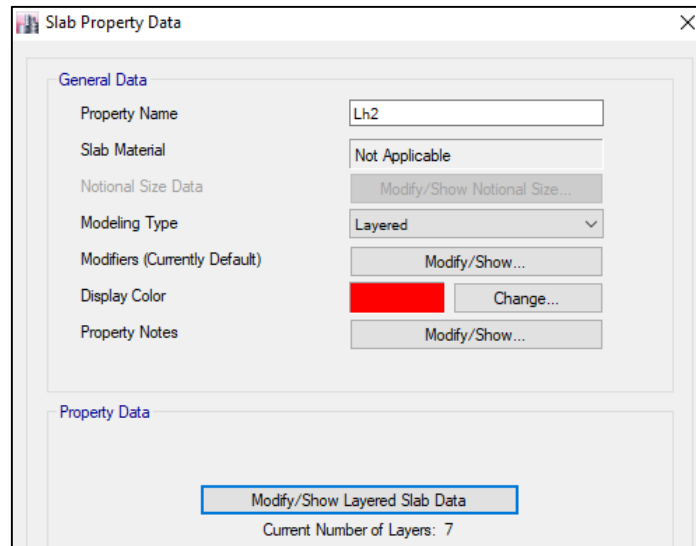 Slab Property Data
General Data
Property Name Lh2
Slab Material Not Applicable
Notional Size Data Modify/Show Notional Size...
Modeling Type Layered
Modifiers (Currently Default) Modify/Show...
Display Color Change...
Property Notes Modify/Show...
Property Data
Modify/Show Layered Slab Data
Current Number of Layers: 7